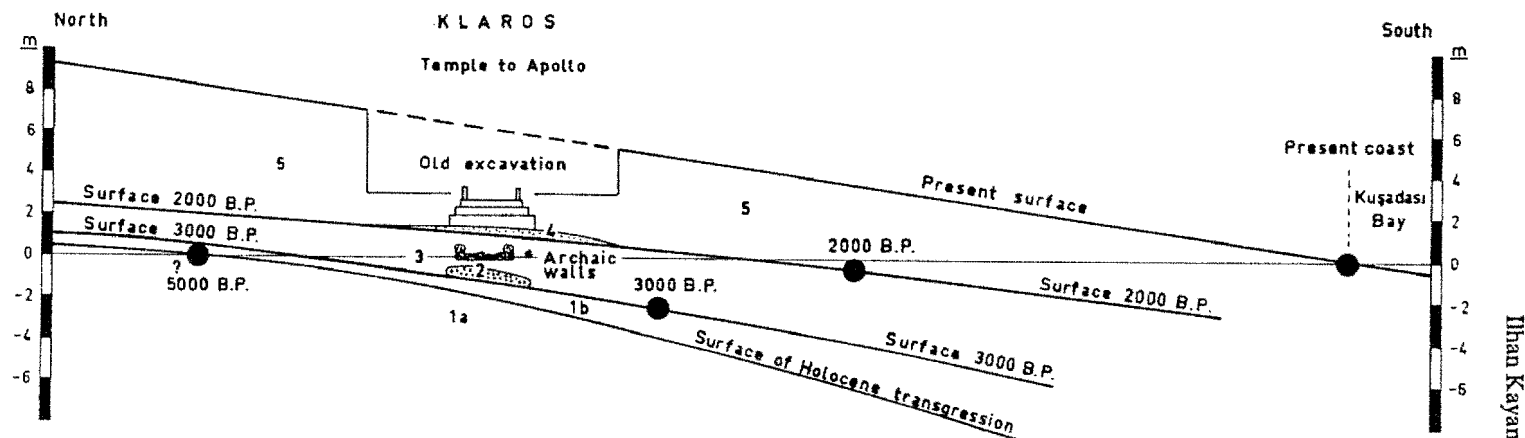 North
KLAROS
South
m
m
Temple to Apollo
8
6
4
2
0
-2
-4
-6
8
6
4
2
0
-2
-4
-6
5
Old excavation
Present coast
Surface 2000 B.P.
5
Present surface
Kuşadası
Bay
Surface 3000 B.P.
4
2000 B.P.
3
* Archaic
walls
?
2
5000 B.P.
3000 B.P.
Surface 2000 B.P.
1a
1b
Surface 3000 B.P.
Surface of Holocene transgression
Ilhan Kayan